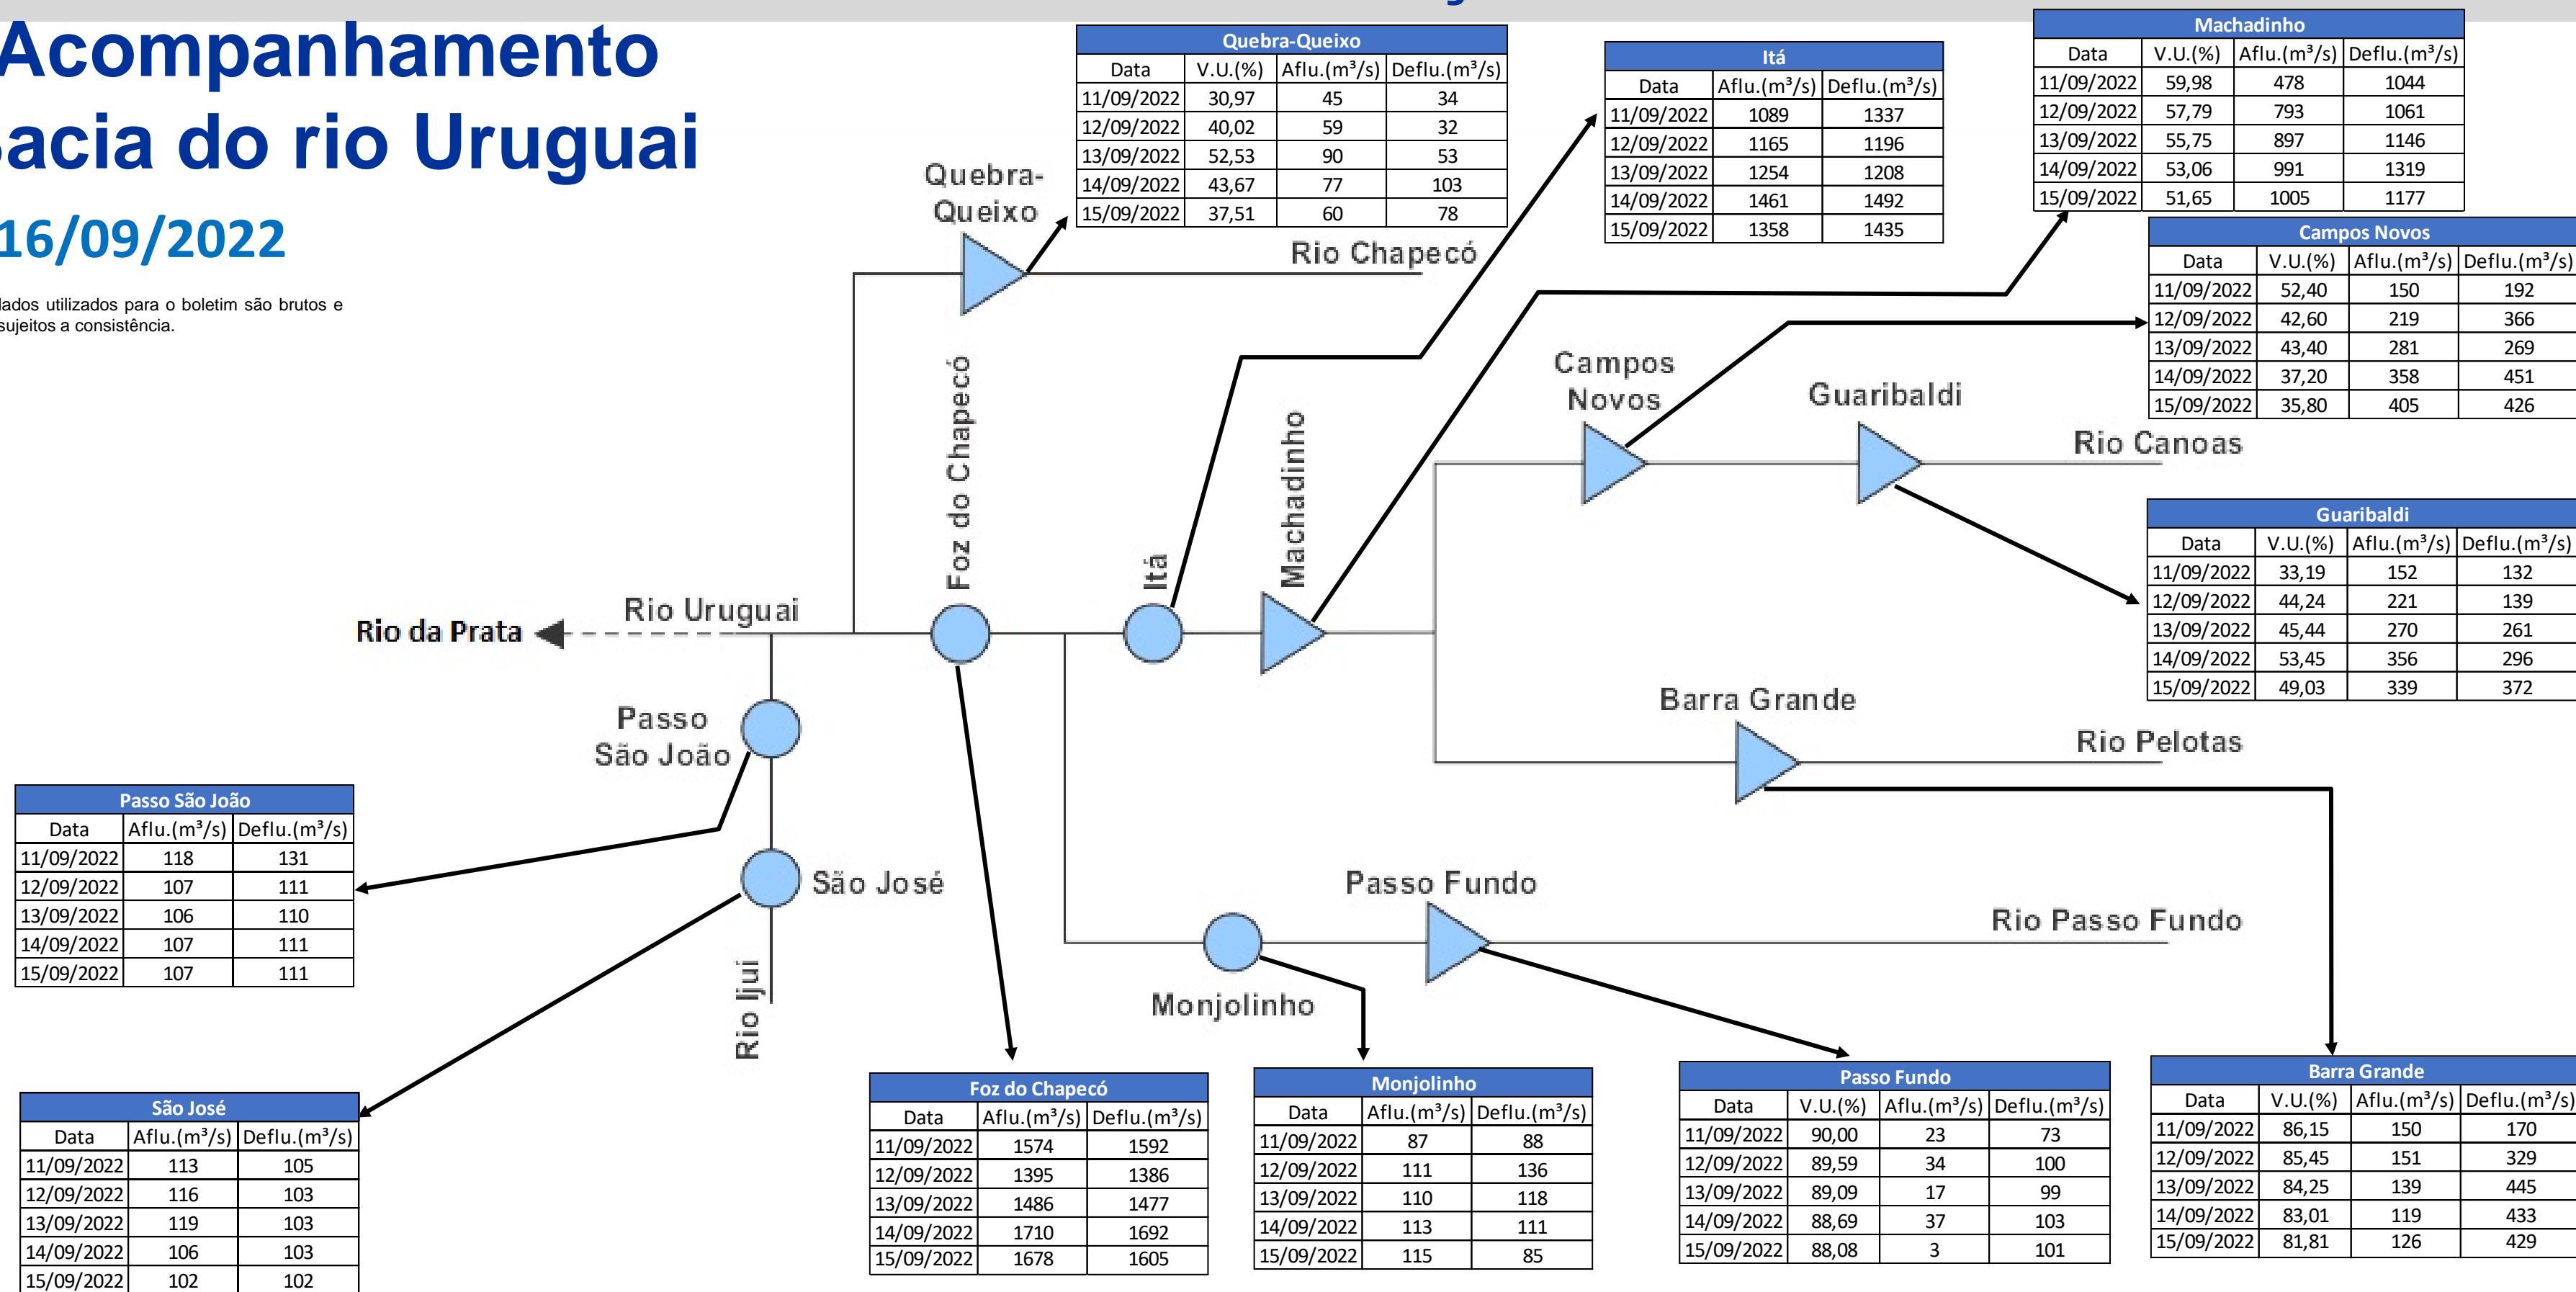 Acompanhamento
Bacia do rio Uruguai
16/09/2022
dados utilizados para o boletim são brutos e
sujeitos a consistência.
Quebra-Queixo
Data V.U.(%) Aflu.(m³/s) Deflu.(m³/s)
11/09/2022 30,97 45 34
12/09/2022 40,02 59 32
13/09/2022 52,53 90 53
14/09/2022 43,67 77 103
15/09/2022 37,51 60 78
Itá
Data Aflu.(m³/s) Deflu.(m³/s)
11/09/2022 1089 1337
12/09/2022 1165 1196
13/09/2022 1254 1208
14/09/2022 1461 1492
15/09/2022 1358 1435
Machadinho
Data V.U.(%) Aflu.(m³/s) Deflu.(m³/s)
11/09/2022 59,98 478 1044
12/09/2022 57,79 793 1061
13/09/2022 55,75 897 1146
14/09/2022 53,06 991 1319
15/09/2022 51,65 1005 1177
Campos Novos
Data V.U.(%) Aflu.(m³/s) Deflu.(m³/s)
11/09/2022 52,40 150 192
12/09/2022 42,60 219 366
13/09/2022 43,40 281 269
14/09/2022 37,20 358 451
15/09/2022 35,80 405 426
Quebra-
Queixo
Rio Chapecó
Foz do Chapecó
Itá
Machadinho
Campos
Novos
Guaribaldi
Rio Canoas
Guaribaldi
Data V.U.(%) Aflu.(m³/s) Deflu.(m³/s)
11/09/2022 33,19 152 132
12/09/2022 44,24 221 139
13/09/2022 45,44 270 261
14/09/2022 53,45 356 296
15/09/2022 49,03 339 372
Rio da Prata
Rio Uruguai
Passo
São João
São José
Rio Ijui
Barra Grande
Rio Pelotas
Passo Fundo
Rio Passo Fundo
Monjolinho
Passo São João
Data Aflu.(m³/s) Deflu.(m³/s)
11/09/2022 118 131
12/09/2022 107 111
13/09/2022 106 110
14/09/2022 107 111
15/09/2022 107 111
São José
Data Aflu.(m³/s) Deflu.(m³/s)
11/09/2022 113 105
12/09/2022 116 103
13/09/2022 119 103
14/09/2022 106 103
15/09/2022 102 102
Foz do Chapecó
Data Aflu.(m³/s) Deflu.(m³/s)
11/09/2022 1574 1592
12/09/2022 1395 1386
13/09/2022 1486 1477
14/09/2022 1710 1692
15/09/2022 1678 1605
Monjolinho
Data Aflu.(m³/s) Deflu.(m³/s)
11/09/2022 87 88
12/09/2022 111 136
13/09/2022 110 118
14/09/2022 113 111
15/09/2022 115 85
Passo Fundo
Data V.U.(%) Aflu.(m³/s) Deflu.(m³/s)
11/09/2022 90,00 23 73
12/09/2022 89,59 34 100
13/09/2022 89,09 17 99
14/09/2022 88,69 37 103
15/09/2022 88,08 3 101
Barra Grande
Data V.U.(%) Aflu.(m³/s) Deflu.(m³/s)
11/09/2022 86,15 150 170
12/09/2022 85,45 151 329
13/09/2022 84,25 139 445
14/09/2022 83,01 119 433
15/09/2022 81,81 126 429